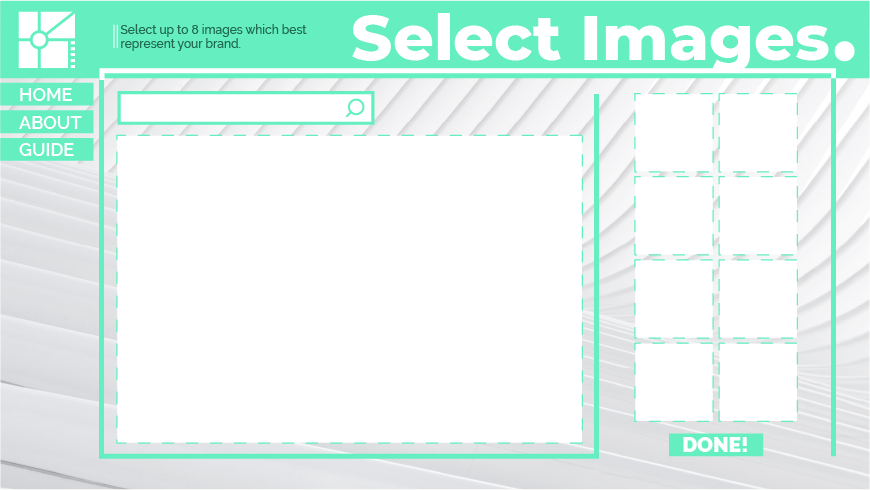 Select up to 8 images which best
represent your brand.
Select Images.
HOME
ABOUT
GUIDE
DONE!